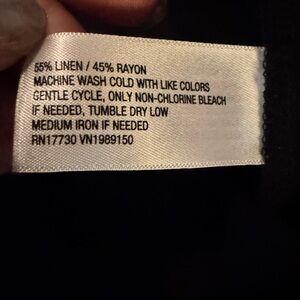 55% LINEN / 45% RAYON
MACHINE WASH COLD WITH LIKE COLORS
GENTLE CYCLE, ONLY NON-CHLORINE BLEACH
IF NEEDED, TUMBLE DRY LOW
MEDIUM IRON IF NEEDED
RN17730 VN1989150